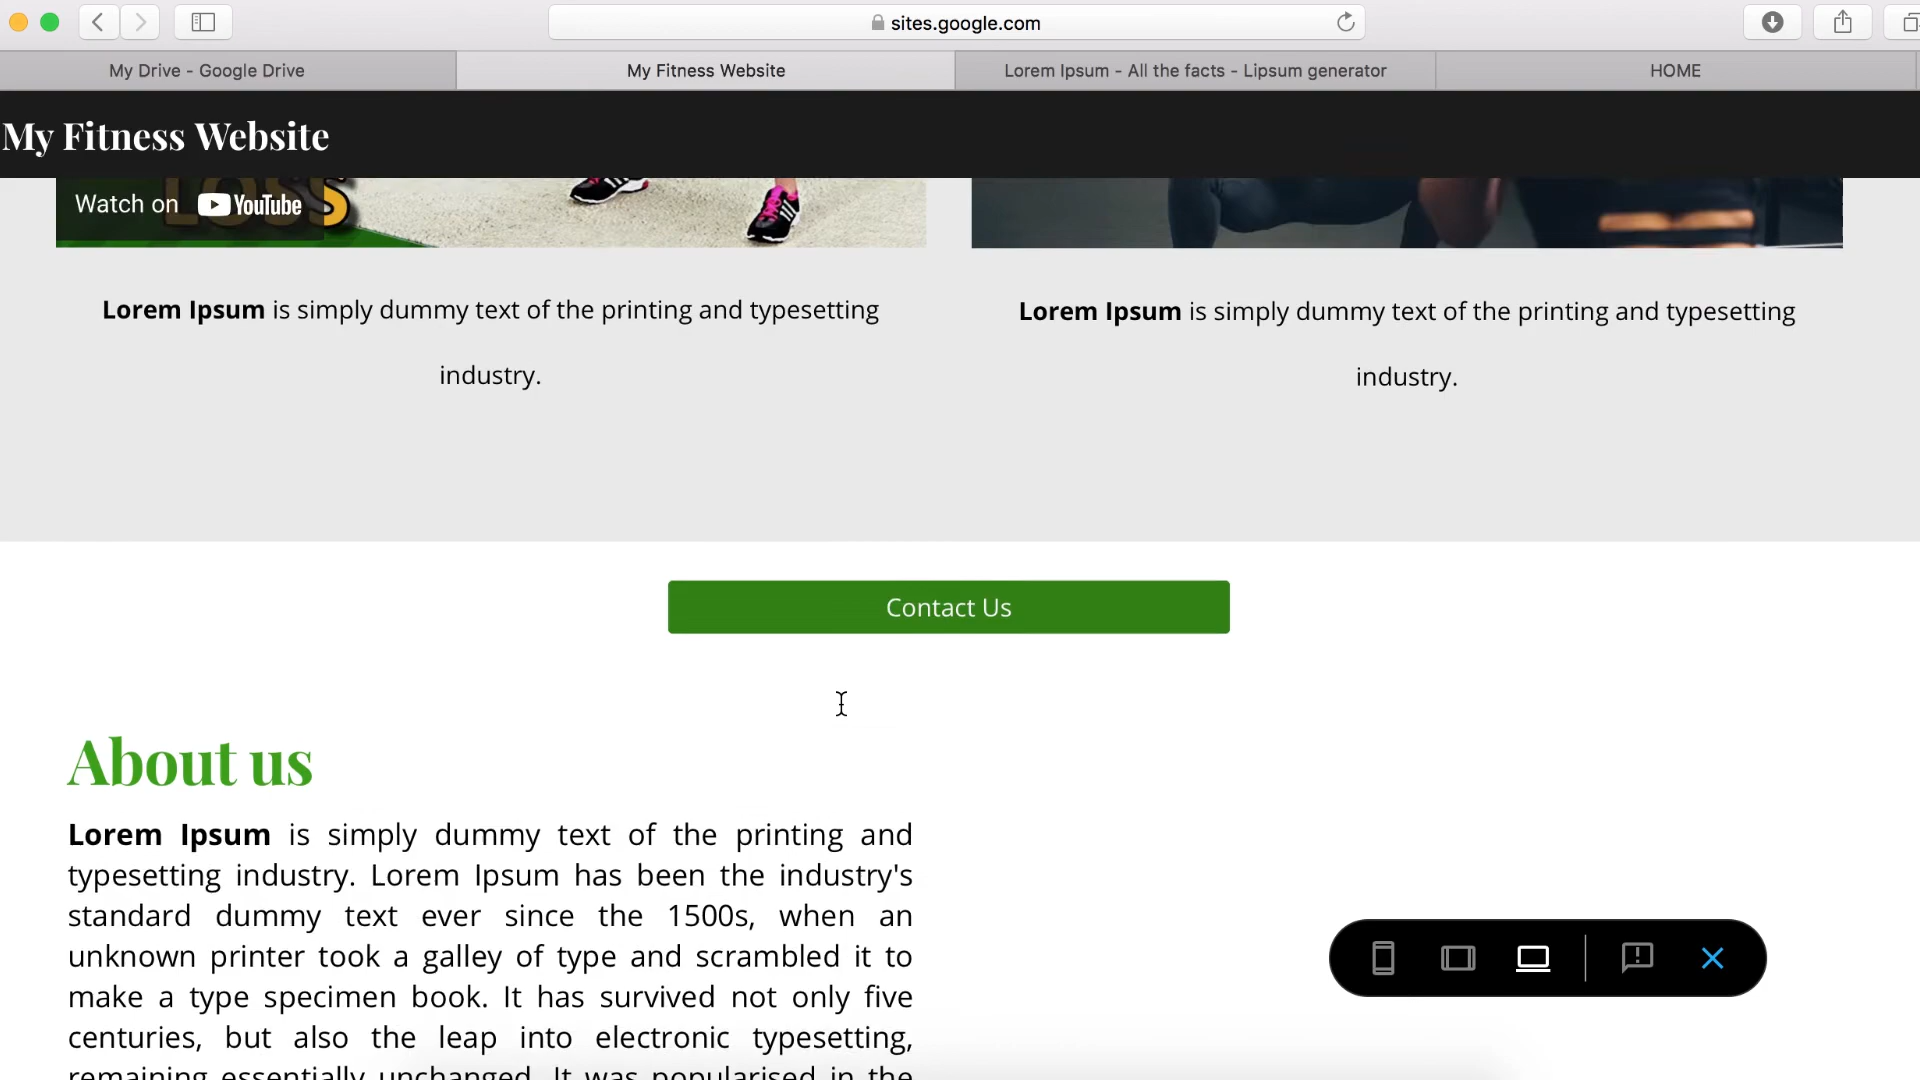 sites.google.com
My Drive - Google Drive
My Fitness Website
Lorem Ipsum - All the facts - Lipsum generator
HOME
My Fitness Website
LOSS
Watch on YouTube
Lorem Ipsum is simply dummy text of the printing and typesetting
industry.
Lorem Ipsum is simply dummy text of the printing and typesetting
industry.
Contact Us
About us
Lorem Ipsum is simply dummy text of the printing and
typesetting industry. Lorem Ipsum has been the industry's
standard dummy text ever since the 1500s, when an
unknown printer took a galley of type and scrambled it to
make a type specimen book. It has survived not only five
centuries, but also the leap into electronic typesetting,
remaining essentially unchanged. It was popularised in the